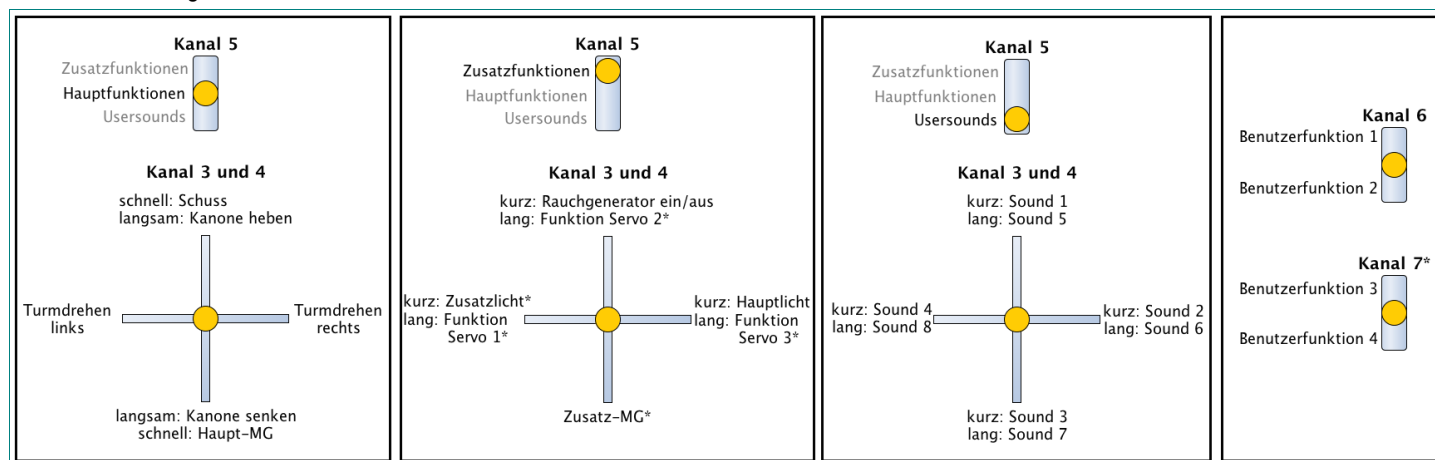 Kanal 5
Zusatzfunktionen
Hauptfunktionen
Usersounds
Kanal 3 und 4
schnell: Schuss
langsam: Kanone heben
Turmdrehen
links
Turmdrehen
rechts
langsam: Kanone senken
schnell: Haupt-MG
Kanal 5
Zusatzfunktionen
Hauptfunktionen
Usersounds
Kanal 3 und 4
kurz: Rauchgenerator ein/aus
lang: Funktion Servo 2*
kurz: Zusatzlicht*
lang: Funktion
Servo 1*
kurz: Hauptlicht
lang: Funktion
Servo 3*
Zusatz-MG*
Kanal 5
Zusatzfunktionen
Hauptfunktionen
Usersounds
Kanal 3 und 4
kurz: Sound 1
lang: Sound 5
kurz: Sound 4
lang: Sound 8
kurz: Sound 2
lang: Sound 6
kurz: Sound 3
lang: Sound 7
Kanal 6
Benutzerfunktion 1
Benutzerfunktion 2
Kanal 7*
Benutzerfunktion 3
Benutzerfunktion 4